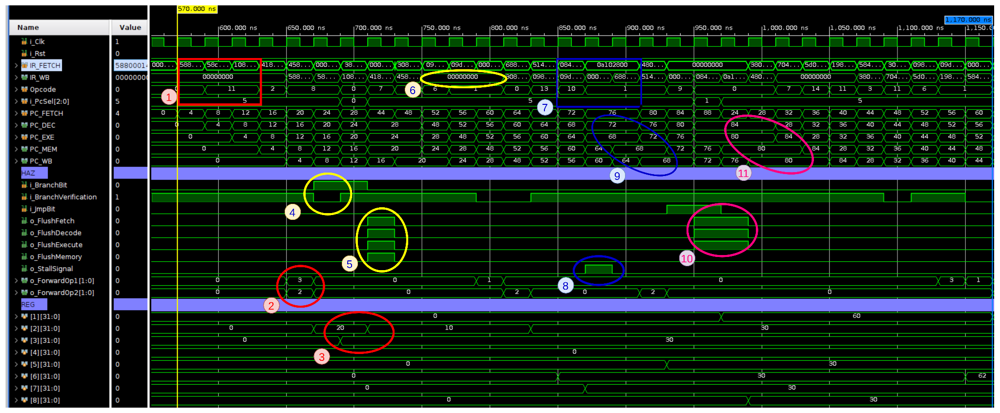 570.000 ns
1,170.000 ns
Name Value 600.000 ns 650.000 ns 700.000 ns 750.000 ns 800.000 ns 850.000 ns 900.000 ns 950.000 ns 1,000.000 ns 1,050.000 ns 1,100.000 ns 1,150.0
i_Clk 1
i_Rst 0
IR_FETCH 58800014 000... 588... 58c... 108... 418... 458... 000... 38... 000... 308... 09... 09d... 000... 688... 514... 084... 0a102800 480... 00000000 380... 704... 5d0... 198... 584... 30... 098... 09d... 000...
IR_WB 0000000 00000000 588... 58... 108... 418... 458... 00000000 308... 098... 09d... 000... 688... 514... 000... 084... 0a1... 480... 00000000 380... 704... 5d0... 198... 584...
Opcode 0 0 11 2 8 0 7 6 1 0 13 10 1 9 0 7 14 11 3 11 6 1
i_PcSel[2:0] 5 5 0 5 1 5
PC_FETCH 4 0 4 8 12 16 20 24 28 44 48 52 56 60 64 68 72 76 80 84 88 24 28 32 36 40 44 48 52 56 60
PC_DEC 0 0 4 8 12 16 20 24 28 48 52 56 60 64 68 72 76 80 84 28 32 36 40 44 48 52 56
PC_EXE 0 0 4 8 12 16 20 24 48 28 52 56 60 64 68 72 76 80 84 28 32 36 40 44 48 52
PC_MEM 0 0 4 8 12 16 20 24 28 48 52 56 60 64 68 72 76 80 84 28 32 36 40 44 48
PC_WB 0 0 4 8 12 16 20 24 28 48 52 56 60 64 68 72 76 80 84 28 32 36 40 44
HAZ
i_BranchBit 0
i_BranchVerification 1
i_JmpBit 0
o_FlushFetch 0
o_FlushDecode 0
o_FlushExecute 0
o_FlushMemory 0
o_StallSignal 0
o_ForwardOp1[1:0] 0 0 3 0 1 0 3 1
o_ForwardOp2[1:0] 0 0 2 0 2 0 2 0
REG
[1][31:0] 0 0 60
[2][31:0] 0 0 20 10 30
[3][31:0] 0 0 30
[4][31:0] 0 0
[5][31:0] 0 0 30
[6][31:0] 0 0 30 62
[7][31:0] 0 0 30
[8][31:0] 0 0 30
1
2
3
4
5
6
7
8
9
10
11